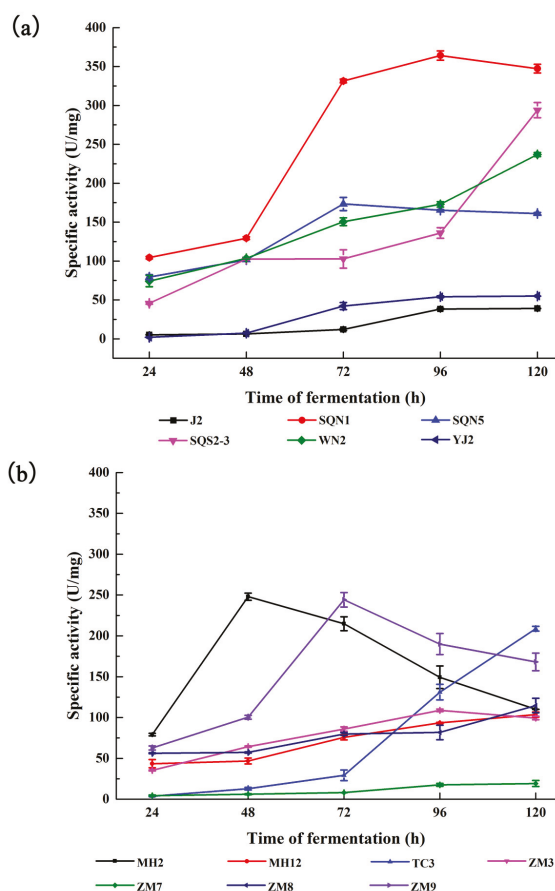 (a)
400
350
300
250
200
150
100
50
0
Specific activity (U/mg)
24 48 72 96 120
Time of fermentation (h)
J2 SQN1 SQN5
SQS2-3 WN2 YJ2
(b)
400
350
300
250
200
150
100
50
0
Specific activity (U/mg)
24 48 72 96 120
Time of fermentation (h)
MH2 MH12 TC3 ZM3
ZM7 ZM8 ZM9